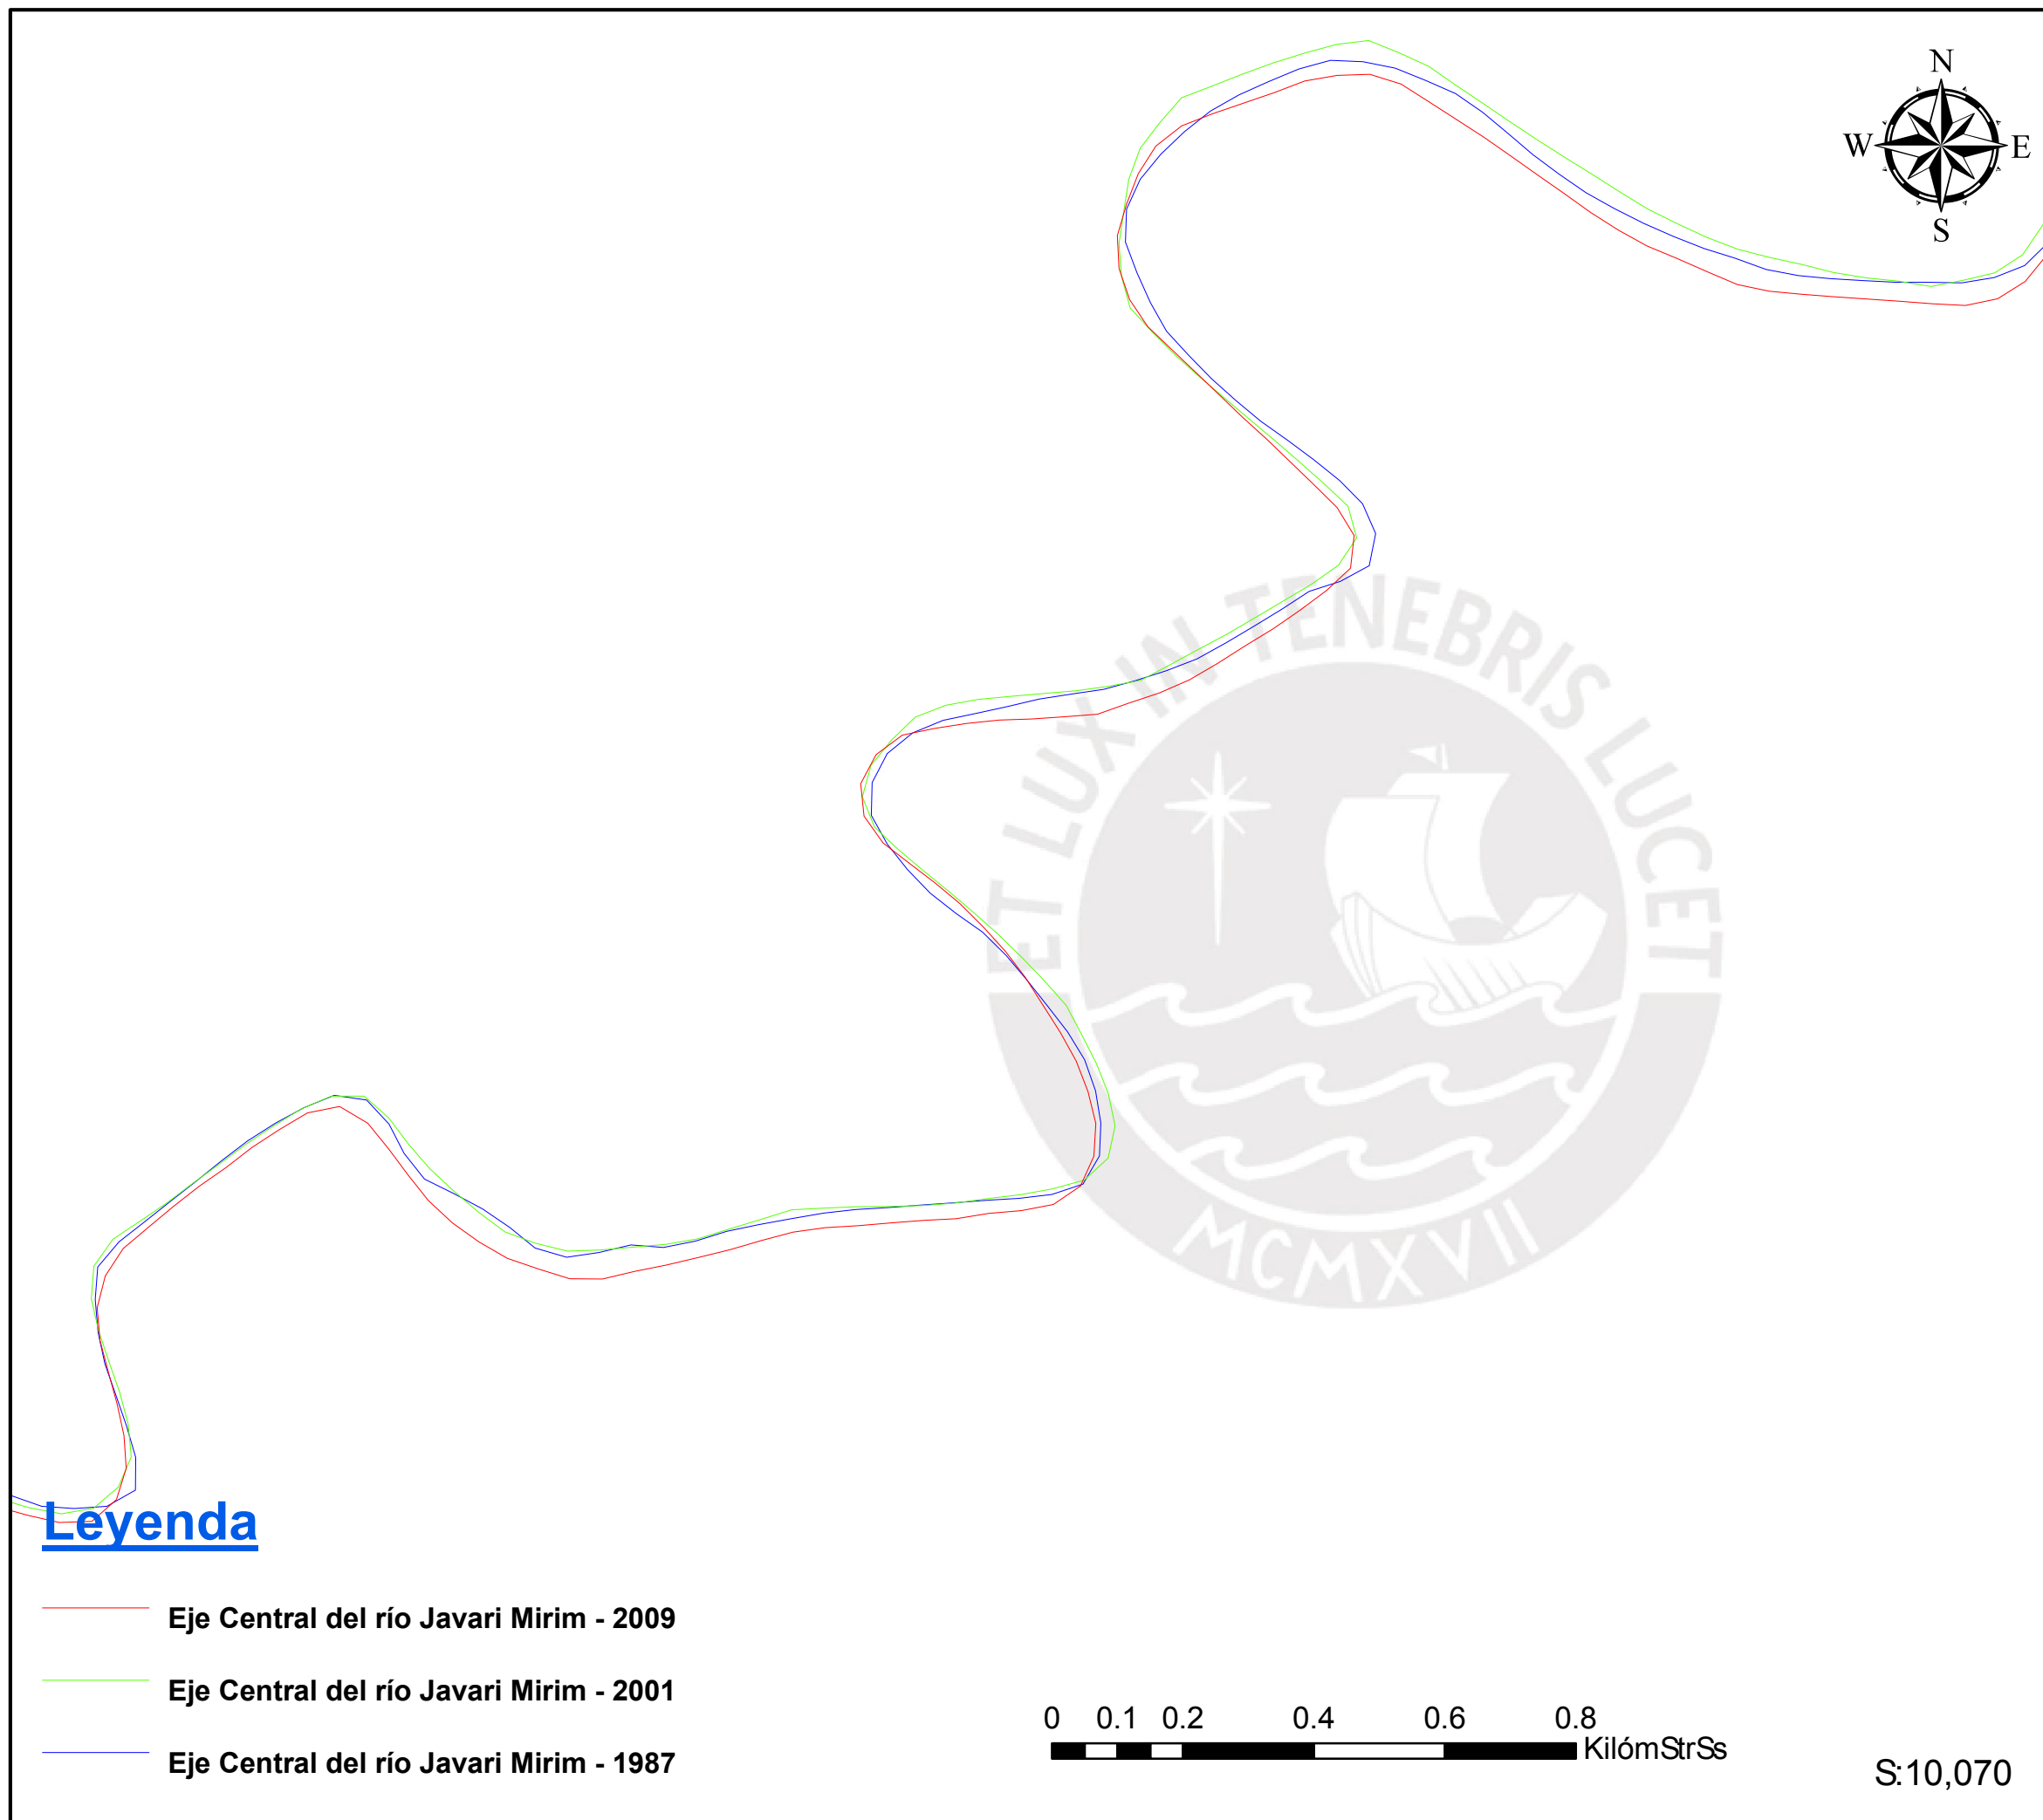 N
W E
S
ET LUX IN TENEBRIS LUCET
MCMXVII
Leyenda
Eje Central del río Javari Mirim - 2009
Eje Central del río Javari Mirim - 2001
Eje Central del río Javari Mirim - 1987
0 0.1 0.2 0.4 0.6 0.8
KilómStrSs
S:10,070